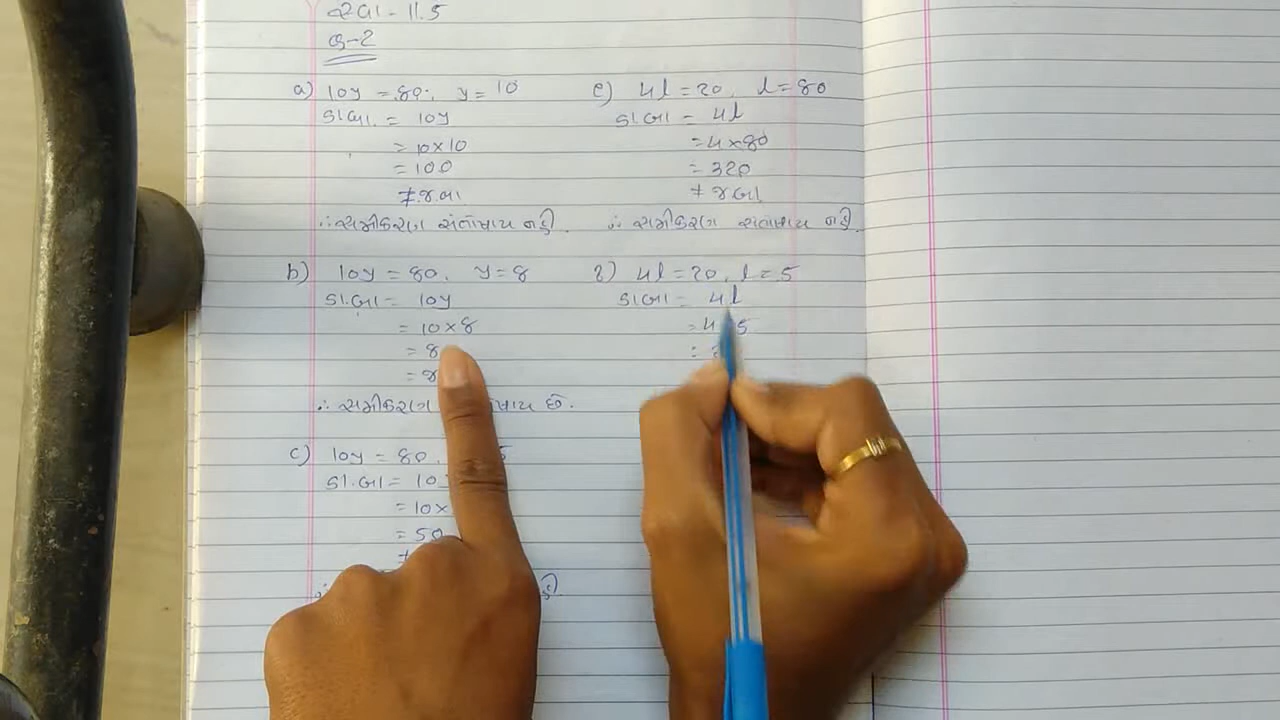 સ્વા - 11.5
પ્ર-2
a) 10y = 80, y = 10
ડા.બા. = 10y
= 10 × 10
= 100
≠ જ.બા
∴ સમીકરણ સંતોષાય નહી.
b) 10y = 80, y = 8
ડા.બા = 10y
= 10 × 8
∴ સમીકરણ છે.
c) 10y = 80,
ડા.બા = 10
= 10×
= 50
e) 4l = 20, l = 80
ડા.બા = 4l
= 4 × 80
= 320
≠ જ.બા
∴ સમીકરણ સંતોષાય નહી.
4l = 20, l = 5
ડા.બા = 4l
= 4 5